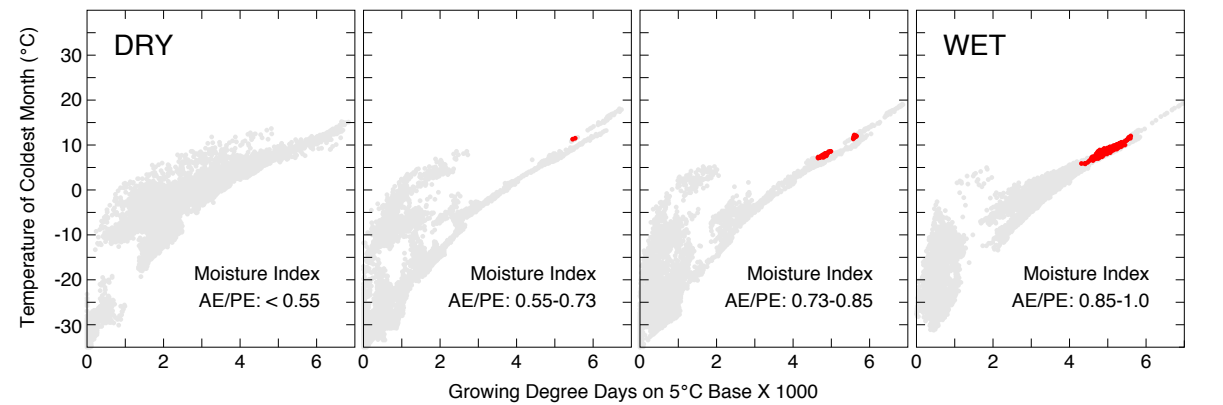 Temperature of Coldest Month (°C)
30
20
10
0
-10
-20
-30
DRY
WET
Moisture Index
AE/PE: < 0.55
Moisture Index
AE/PE: 0.55-0.73
Moisture Index
AE/PE: 0.73-0.85
Moisture Index
AE/PE: 0.85-1.0
0 2 4 6 0 2 4 6 0 2 4 6 0 2 4 6
Growing Degree Days on 5°C Base X 1000